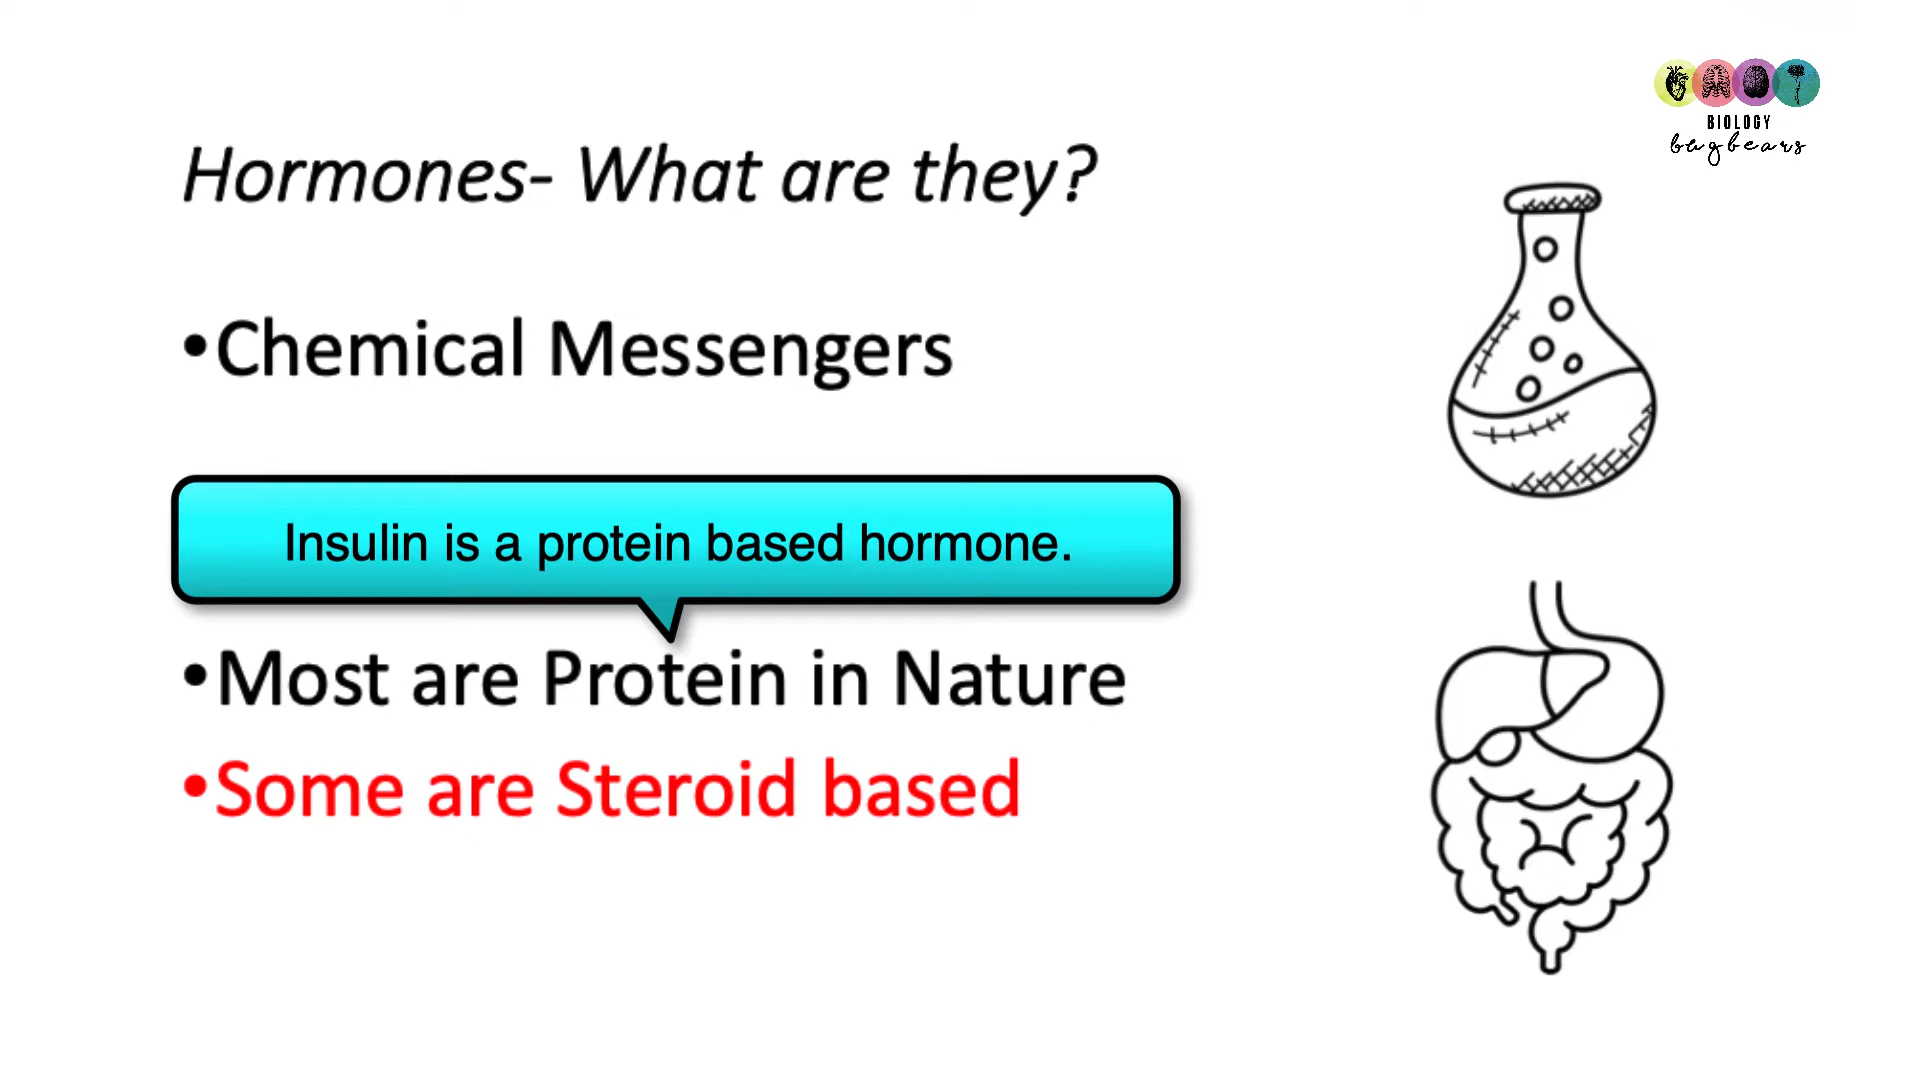 BIOLOGY
bugbears
Hormones- What are they?
•Chemical Messengers
Insulin is a protein based hormone.
•Most are Protein in Nature
•Some are Steroid based